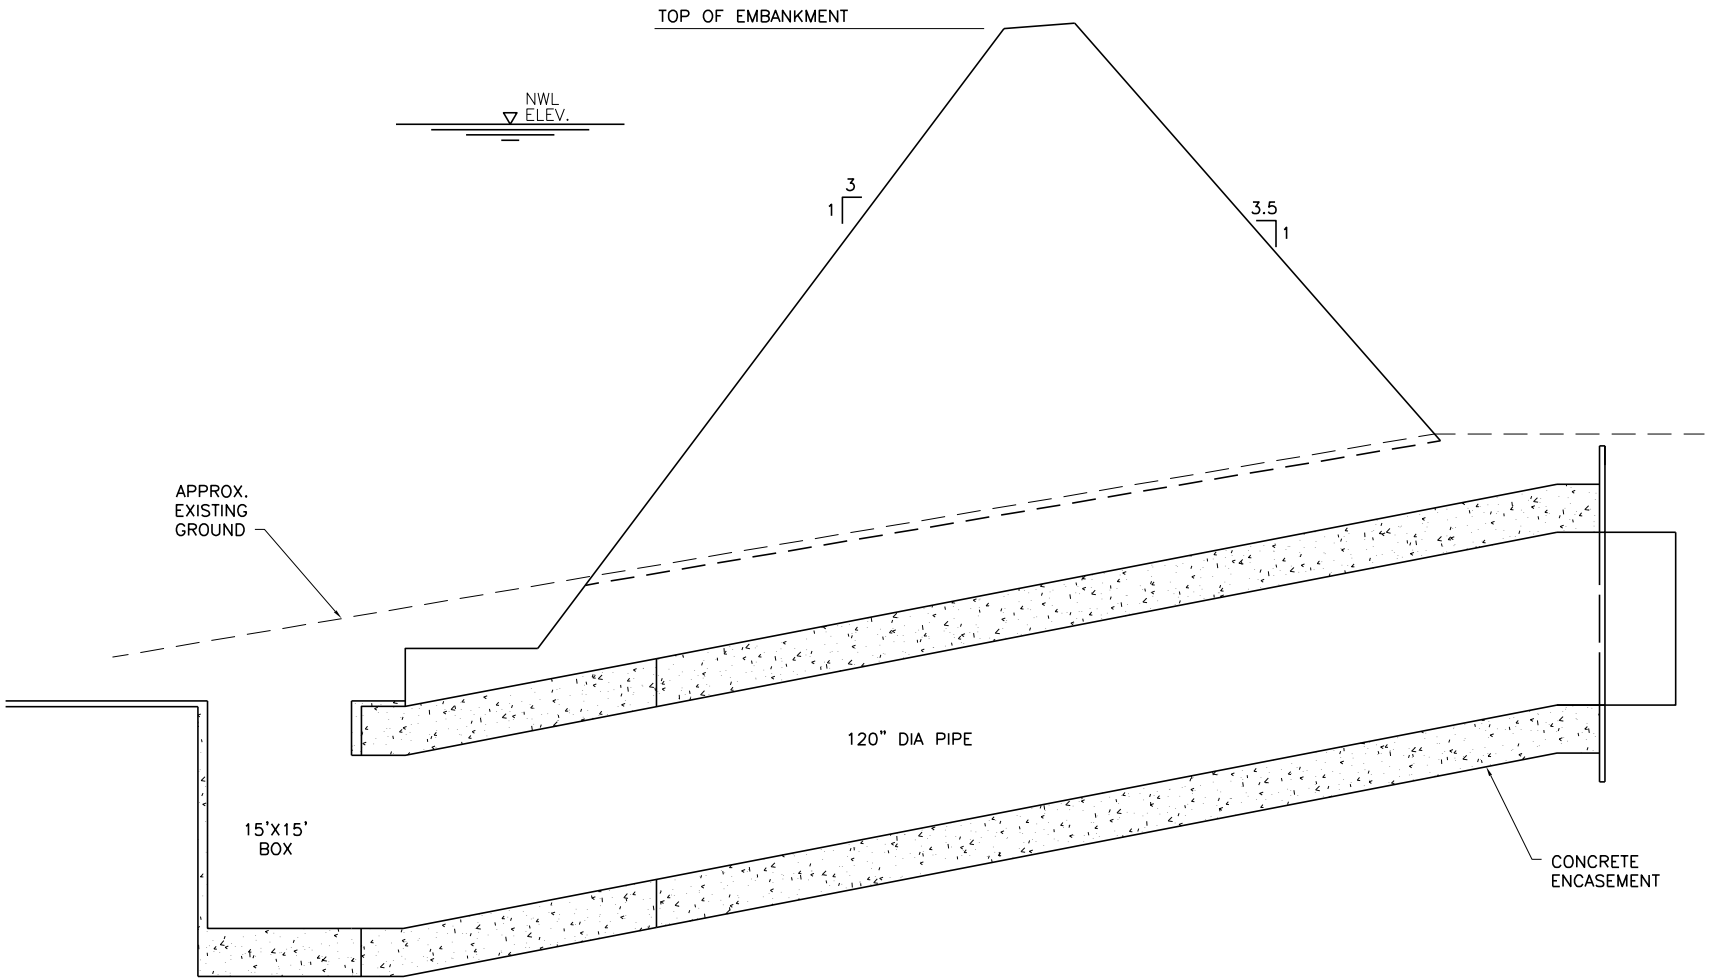 TOP OF EMBANKMENT
NWL
ELEV.
3
1
3.5
1
APPROX.
EXISTING
GROUND
120" DIA PIPE
15'X15'
BOX
CONCRETE
ENCASEMENT